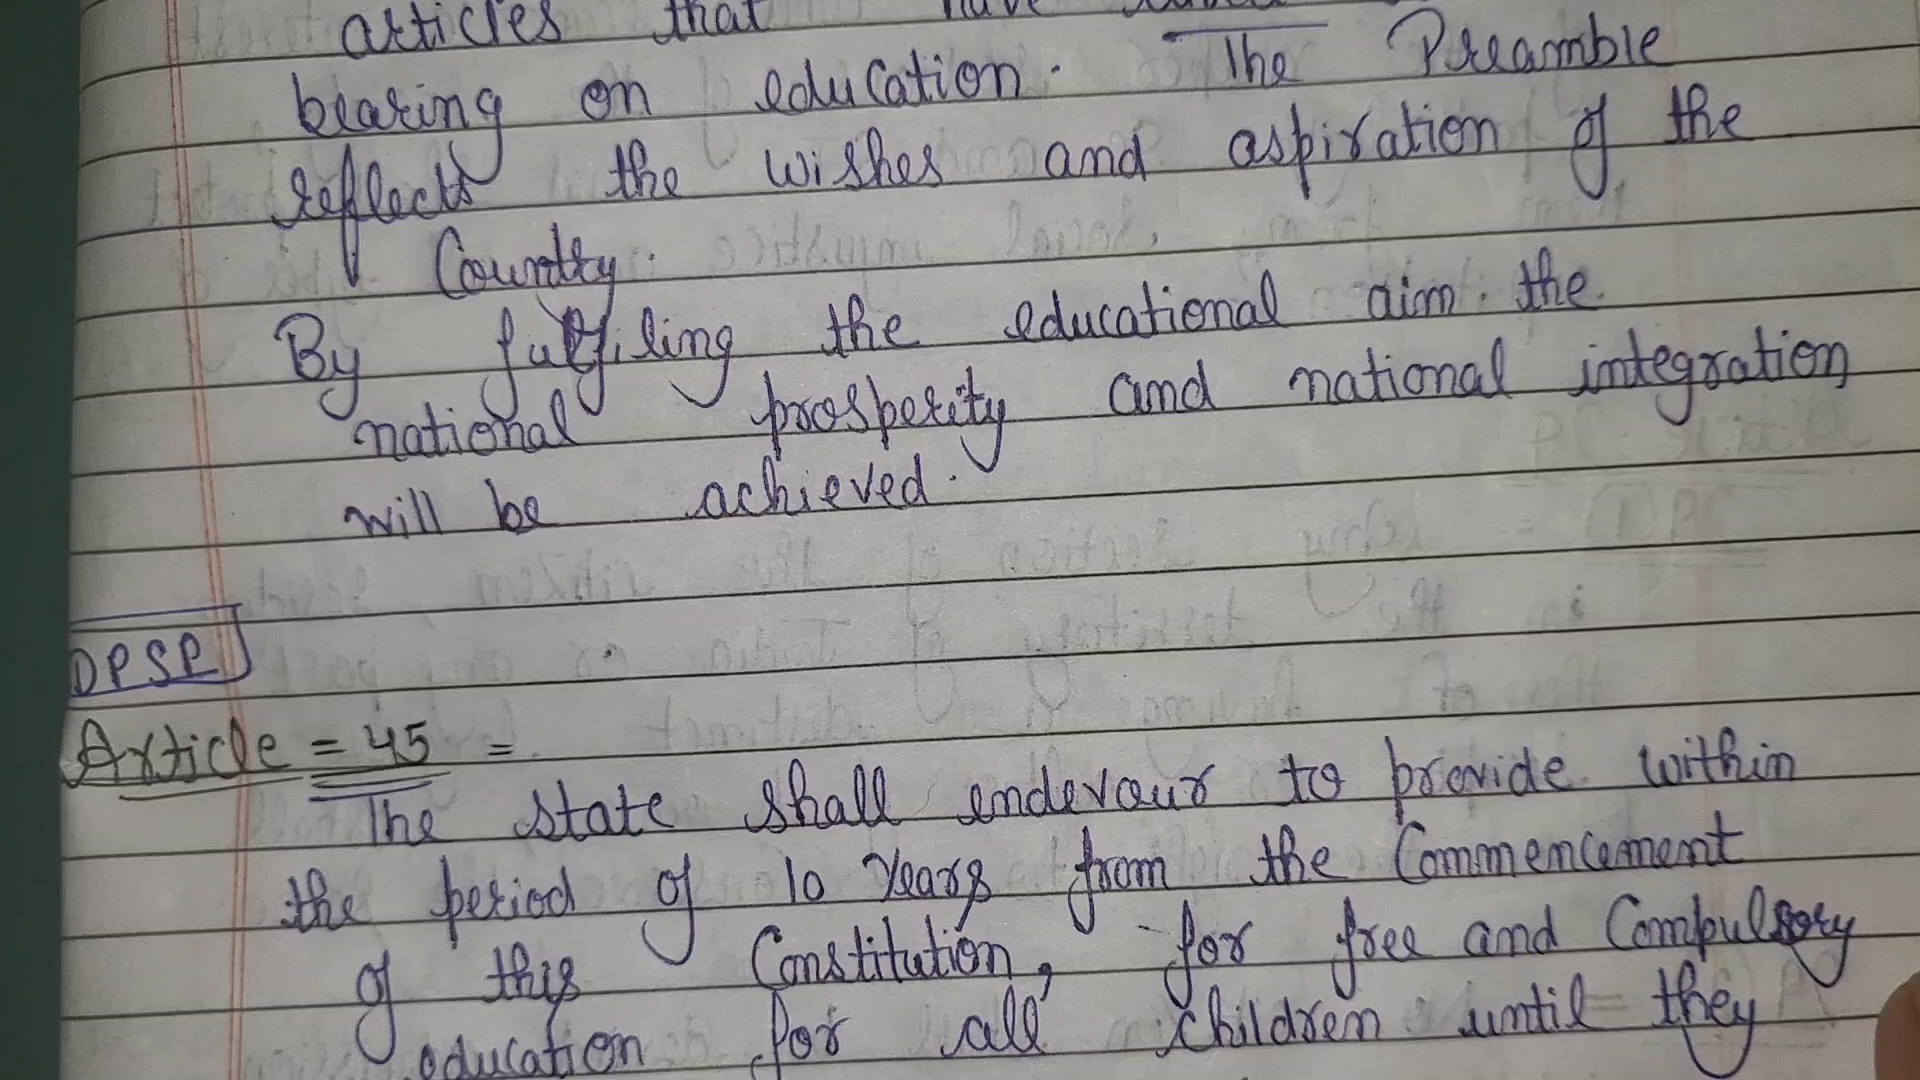 articles that have
bearing on education. The Preamble
reflects the wishes and aspiration of the
Country.
By fulfiling the educational aim. the
national prosperity and national integration
will be achieved.
DPSP
Article = 45 =
The state shall endevour to provide within
the period of 10 years from the Commencement
of this Constitution, for free and Compulsory
education for all children until they